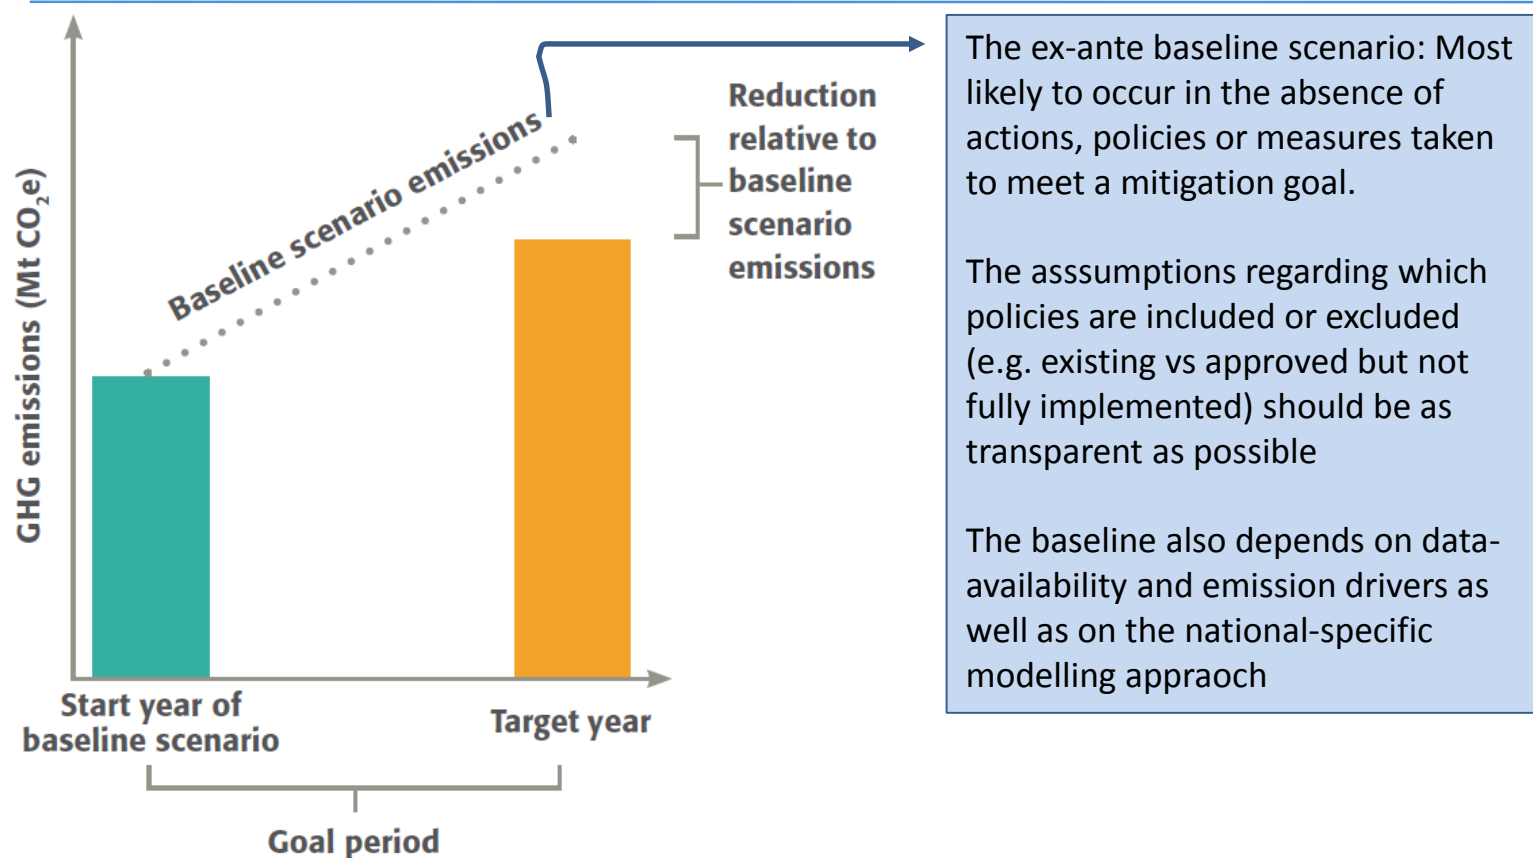 GHG emissions (Mt CO₂e)
Baseline scenario emissions
Reduction
relative to
baseline
scenario
emissions
Start year of
baseline scenario
Target year
Goal period
The ex-ante baseline scenario: Most
likely to occur in the absence of
actions, policies or measures taken
to meet a mitigation goal.
The asssumptions regarding which
policies are included or excluded
(e.g. existing vs approved but not
fully implemented) should be as
transparent as possible
The baseline also depends on data-
availability and emission drivers as
well as on the national-specific
modelling appraoch